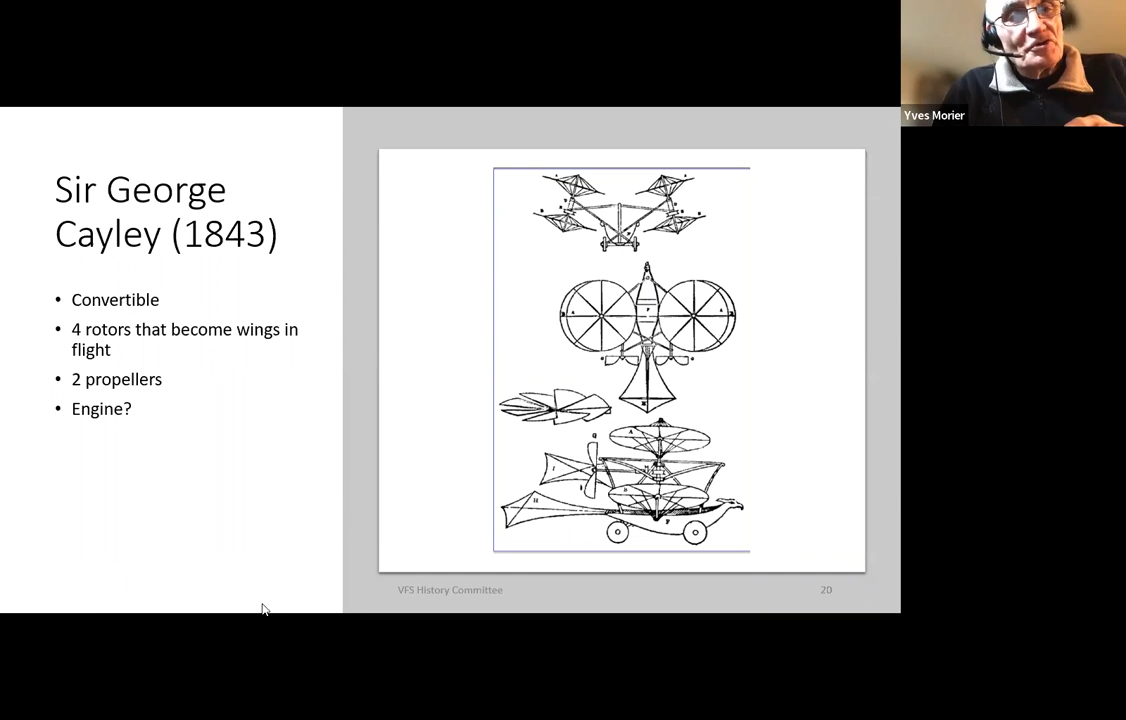 Yves Morier
Sir George
Cayley (1843)
• Convertible
• 4 rotors that become wings in
flight
• 2 propellers
• Engine?
VFS History Committee
20